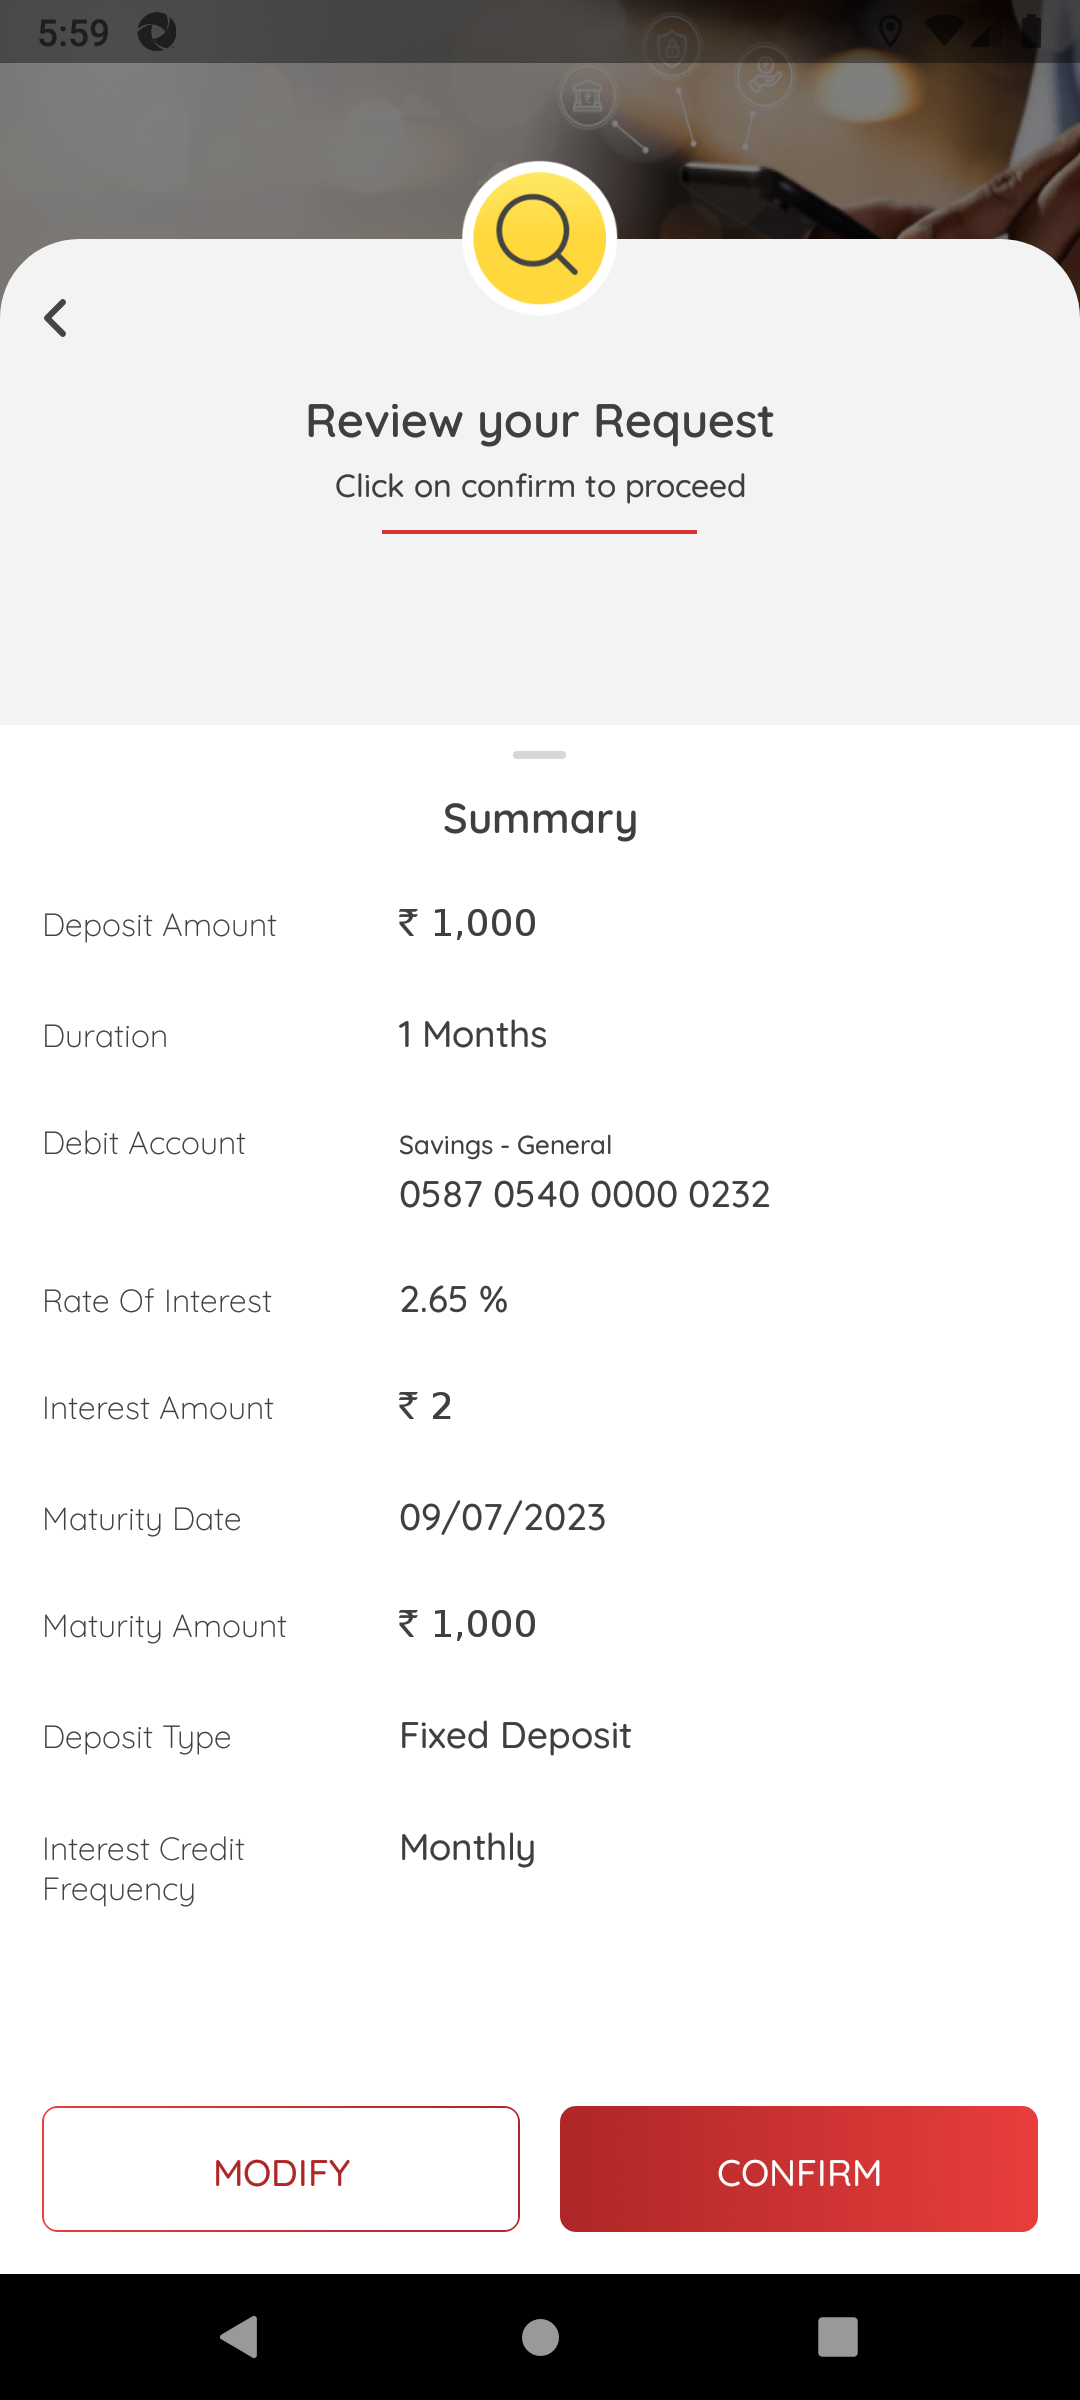 5:59
Review your Request
Click on confirm to proceed
Summary
Deposit Amount ₹ 1,000
Duration 1 Months
Debit Account Savings - General
0587 0540 0000 0232
Rate Of Interest 2.65 %
Interest Amount ₹ 2
Maturity Date 09/07/2023
Maturity Amount ₹ 1,000
Deposit Type Fixed Deposit
Interest Credit Monthly
Frequency
MODIFY CONFIRM